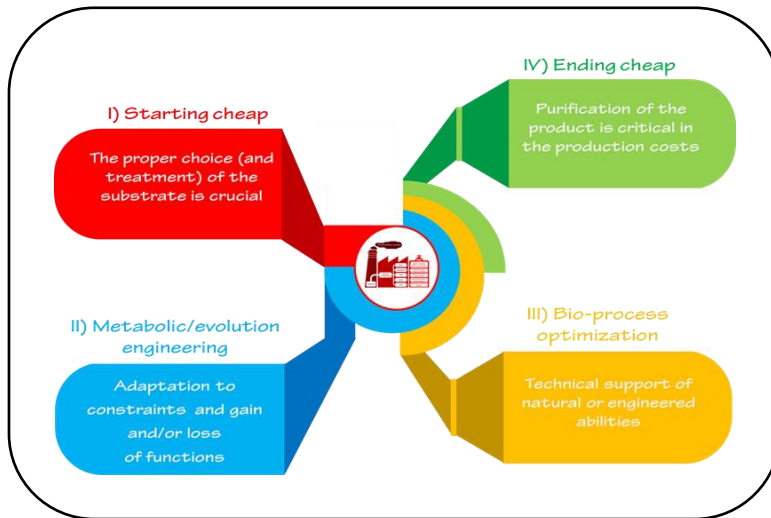 I) Starting cheap
The proper choice (and
treatment) of the
substrate is crucial
II) Metabolic/evolution
engineering
Adaptation to
constraints and gain
and/or loss
of functions
III) Bio-process
optimization
Technical support of
natural or engineered
abilities
IV) Ending cheap
Purification of the
product is critical in
the production costs